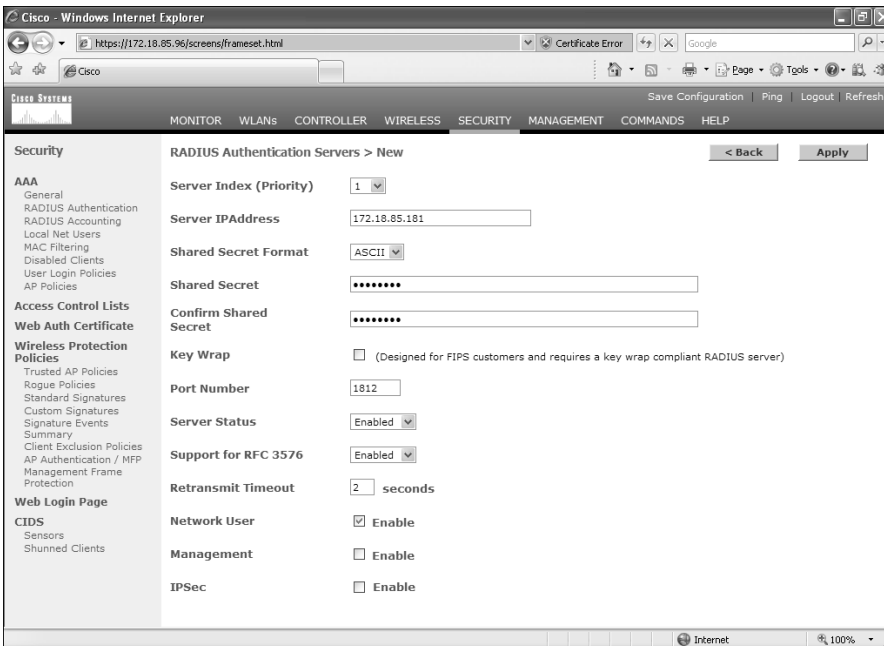 Cisco - Windows Internet Explorer
https://172.18.85.96/screens/frameset.html
Certificate Error
Google
Cisco
Page
Tools
CISCO SYSTEMS
Save Configuration | Ping | Logout | Refresh
MONITOR WLANs CONTROLLER WIRELESS SECURITY MANAGEMENT COMMANDS HELP
Security
AAA
General
RADIUS Authentication
RADIUS Accounting
Local Net Users
MAC Filtering
Disabled Clients
User Login Policies
AP Policies
Access Control Lists
Web Auth Certificate
Wireless Protection
Policies
Trusted AP Policies
Rogue Policies
Standard Signatures
Custom Signatures
Signature Events
Summary
Client Exclusion Policies
AP Authentication / MFP
Management Frame
Protection
Web Login Page
CIDS
Sensors
Shunned Clients
RADIUS Authentication Servers > New
< Back
Apply
Server Index (Priority) 1
Server IPAddress 172.18.85.181
Shared Secret Format ASCII
Shared Secret ••••••••
Confirm Shared
Secret ••••••••
Key Wrap (Designed for FIPS customers and requires a key wrap compliant RADIUS server)
Port Number 1812
Server Status Enabled
Support for RFC 3576 Enabled
Retransmit Timeout 2 seconds
Network User Enable
Management Enable
IPSec Enable
Internet
100%